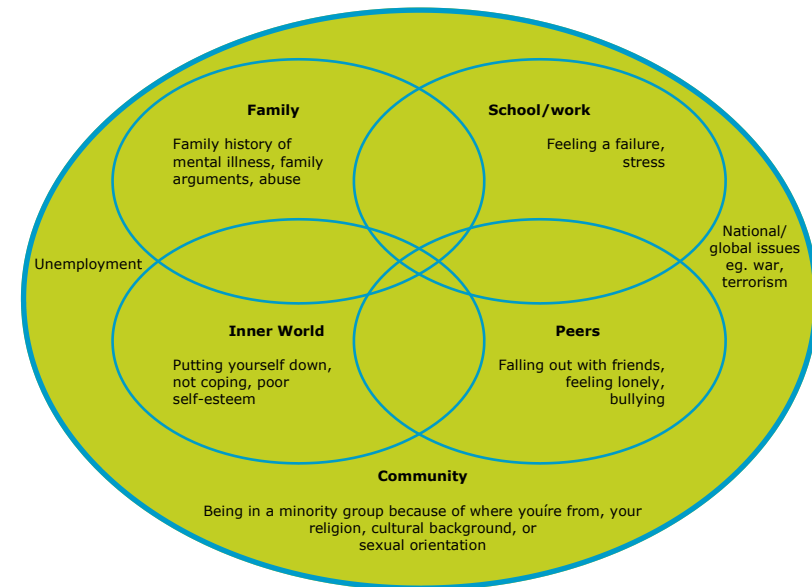 Family
Family history of
mental illness, family
arguments, abuse
School/work
Feeling a failure,
stress
Unemployment
National/
global issues
eg. war,
terrorism
Inner World
Putting yourself down,
not coping, poor
self-esteem
Peers
Falling out with friends,
feeling lonely,
bullying
Community
Being in a minority group because of where youíre from, your
religion, cultural background, or
sexual orientation